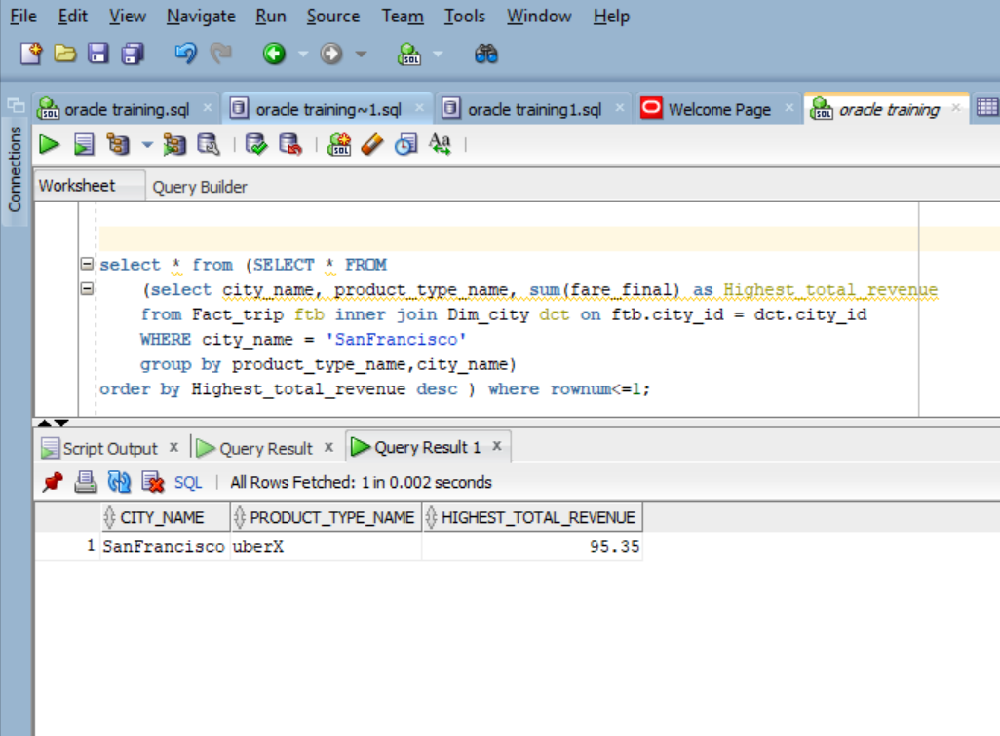 File Edit View Navigate Run Source Team Tools Window Help
oracle training.sql oracle training~1.sql oracle training1.sql Welcome Page oracle training
Connections
Worksheet Query Builder
select * from (SELECT * FROM
(select city_name, product_type_name, sum(fare_final) as Highest_total_revenue
from Fact_trip ftb inner join Dim_city dct on ftb.city_id = dct.city_id
WHERE city_name = 'SanFrancisco'
group by product_type_name,city_name)
order by Highest_total_revenue desc ) where rownum<=1;
Script Output x Query Result x Query Result 1 x
SQL | All Rows Fetched: 1 in 0.002 seconds
CITY_NAME PRODUCT_TYPE_NAME HIGHEST_TOTAL_REVENUE
1 SanFrancisco uberX 95.35